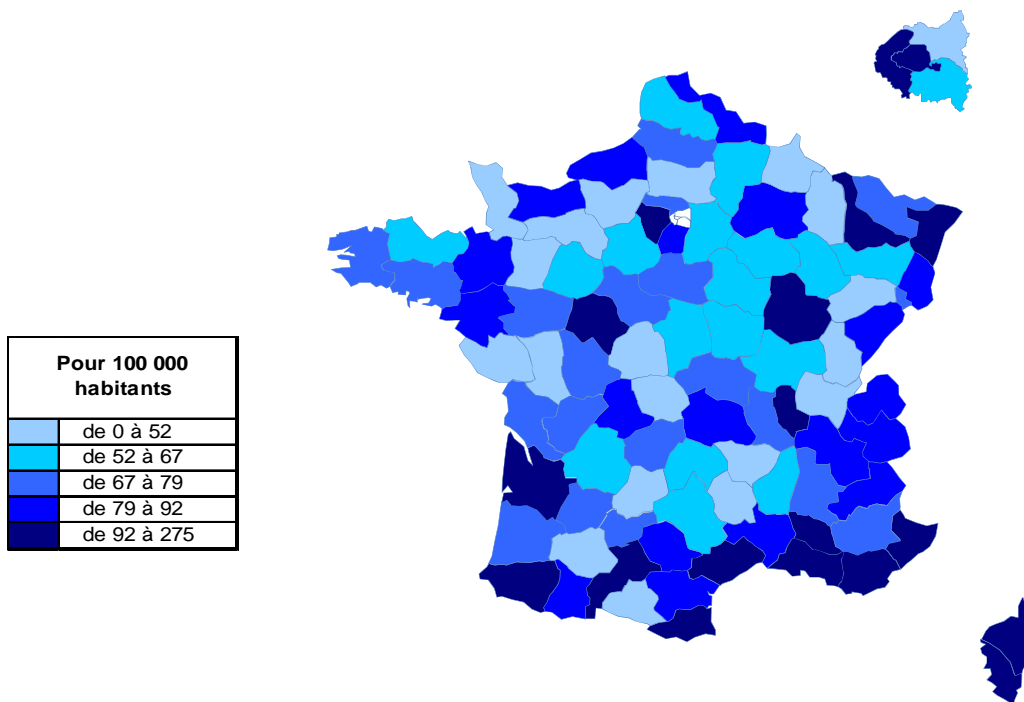 Pour 100 000
habitants
de 0 à 52
de 52 à 67
de 67 à 79
de 79 à 92
de 92 à 275